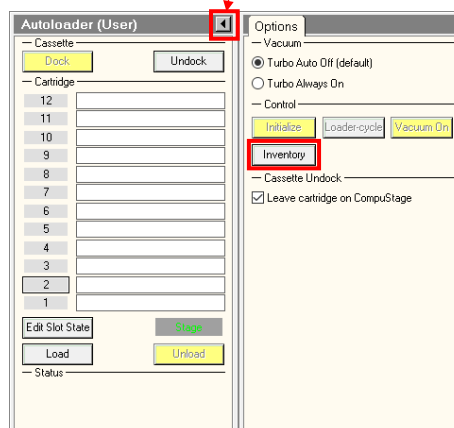 Autoloader (User)
Cassette
Dock
Undock
Cartridge
12
11
10
9
8
7
6
5
4
3
2
1
Edit Slot State
Stage
Load
Unload
Status
Options
Vacuum
Turbo Auto Off (default)
Turbo Always On
Control
Initialize
Loader-cycle
Vacuum On
Inventory
Cassette Undock
Leave cartridge on CompuStage